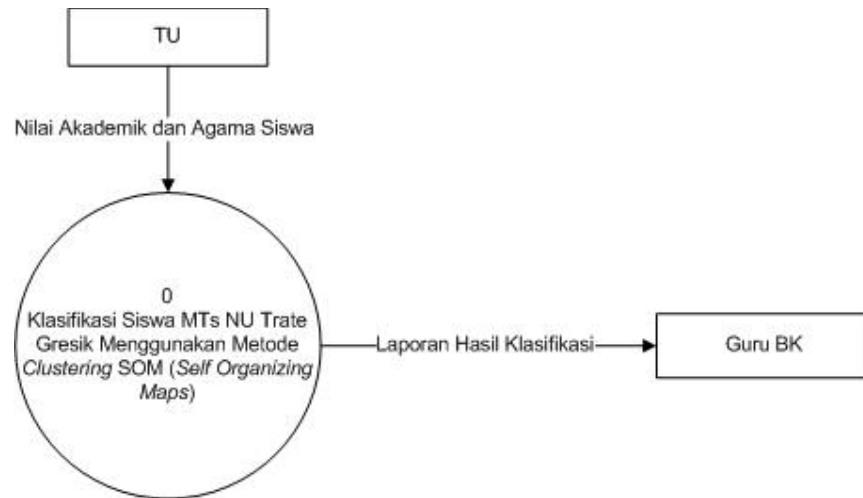 TU
Nilai Akademik dan Agama Siswa
0
Klasifikasi Siswa MTs NU Trate
Gresik Menggunakan Metode
Clustering SOM (Self Organizing
Maps)
Laporan Hasil Klasifikasi
Guru BK